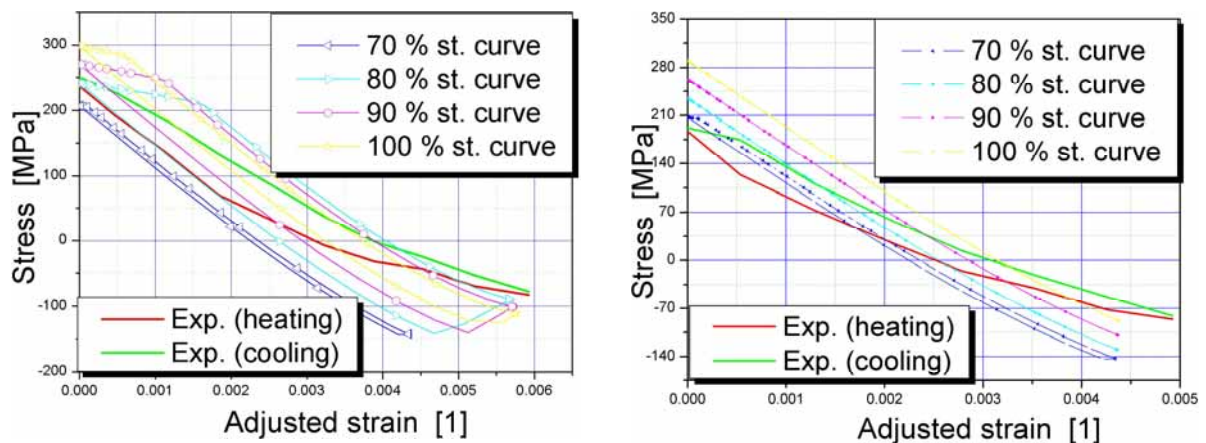 300
200
100
0
-100
-200
0.000
0.001
0.002
0.003
0.004
0.005
0.006
Stress [MPa]
Adjusted strain [1]
70 % st. curve
80 % st. curve
90 % st. curve
100 % st. curve
Exp. (heating)
Exp. (cooling)
350
280
210
140
70
0
-70
-140
0.000
0.001
0.002
0.003
0.004
0.005
Stress [MPa]
Adjusted strain [1]
70 % st. curve
80 % st. curve
90 % st. curve
100 % st. curve
Exp. (heating)
Exp. (cooling)